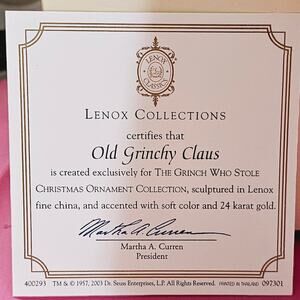 LENOX
CLASSICS
LENOX COLLECTIONS
certifies that
Old Grinchy Claus
is created exclusively for THE GRINCH WHO STOLE
CHRISTMAS ORNAMENT COLLECTION, sculptured in Lenox
fine china, and accented with soft color and 24 karat gold.
Martha A. Curren
Martha A. Curren
President
400293 TM & © 1957, 2003 Dr. Seuss Enterprises, L.P. All Rights Reserved. PRINTED IN THAILAND 097301